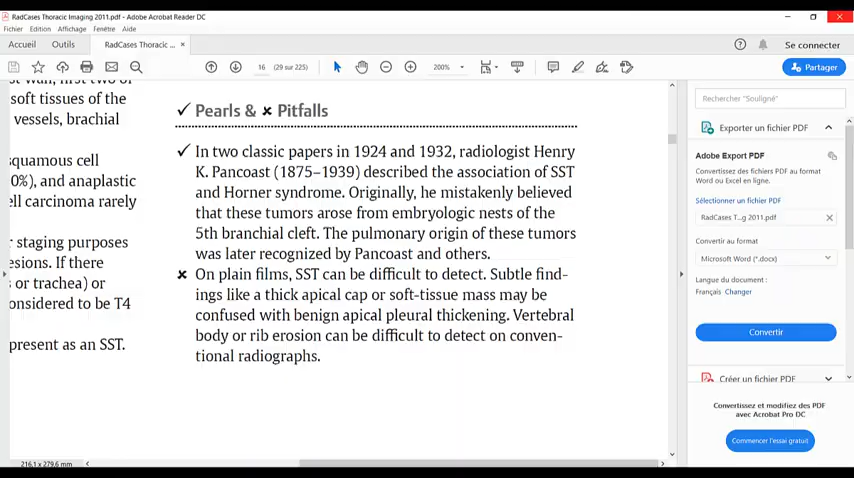 RadCases Thoracic Imaging 2011.pdf - Adobe Acrobat Reader DC
Fichier Edition Affichage Fenêtre Aide
Accueil Outils RadCases Thoracic ... × Se connecter
16 (29 sur 225) 200% Partager
soft tissues of the
vessels, brachial
squamous cell
0%), and anaplastic
ell carcinoma rarely
r staging purposes
esions. If there
s or trachea) or
onsidered to be T4
present as an SST.
✓ Pearls & × Pitfalls
✓ In two classic papers in 1924 and 1932, radiologist Henry
K. Pancoast (1875–1939) described the association of SST
and Horner syndrome. Originally, he mistakenly believed
that these tumors arose from embryologic nests of the
5th branchial cleft. The pulmonary origin of these tumors
was later recognized by Pancoast and others.
× On plain films, SST can be difficult to detect. Subtle find-
ings like a thick apical cap or soft-tissue mass may be
confused with benign apical pleural thickening. Vertebral
body or rib erosion can be difficult to detect on conven-
tional radiographs.
216,1 x 279,6 mm
Rechercher "Souligné"
Exporter un fichier PDF
Adobe Export PDF
Convertissez des fichiers PDF au format
Word ou Excel en ligne.
Sélectionner un fichier PDF
RadCases T...g 2011.pdf ×
Convertir au format
Microsoft Word (*.docx)
Langue du document :
Français Changer
Convertir
Créer un fichier PDF
Convertissez et modifiez des PDF
avec Acrobat Pro DC
Commencer l'essai gratuit